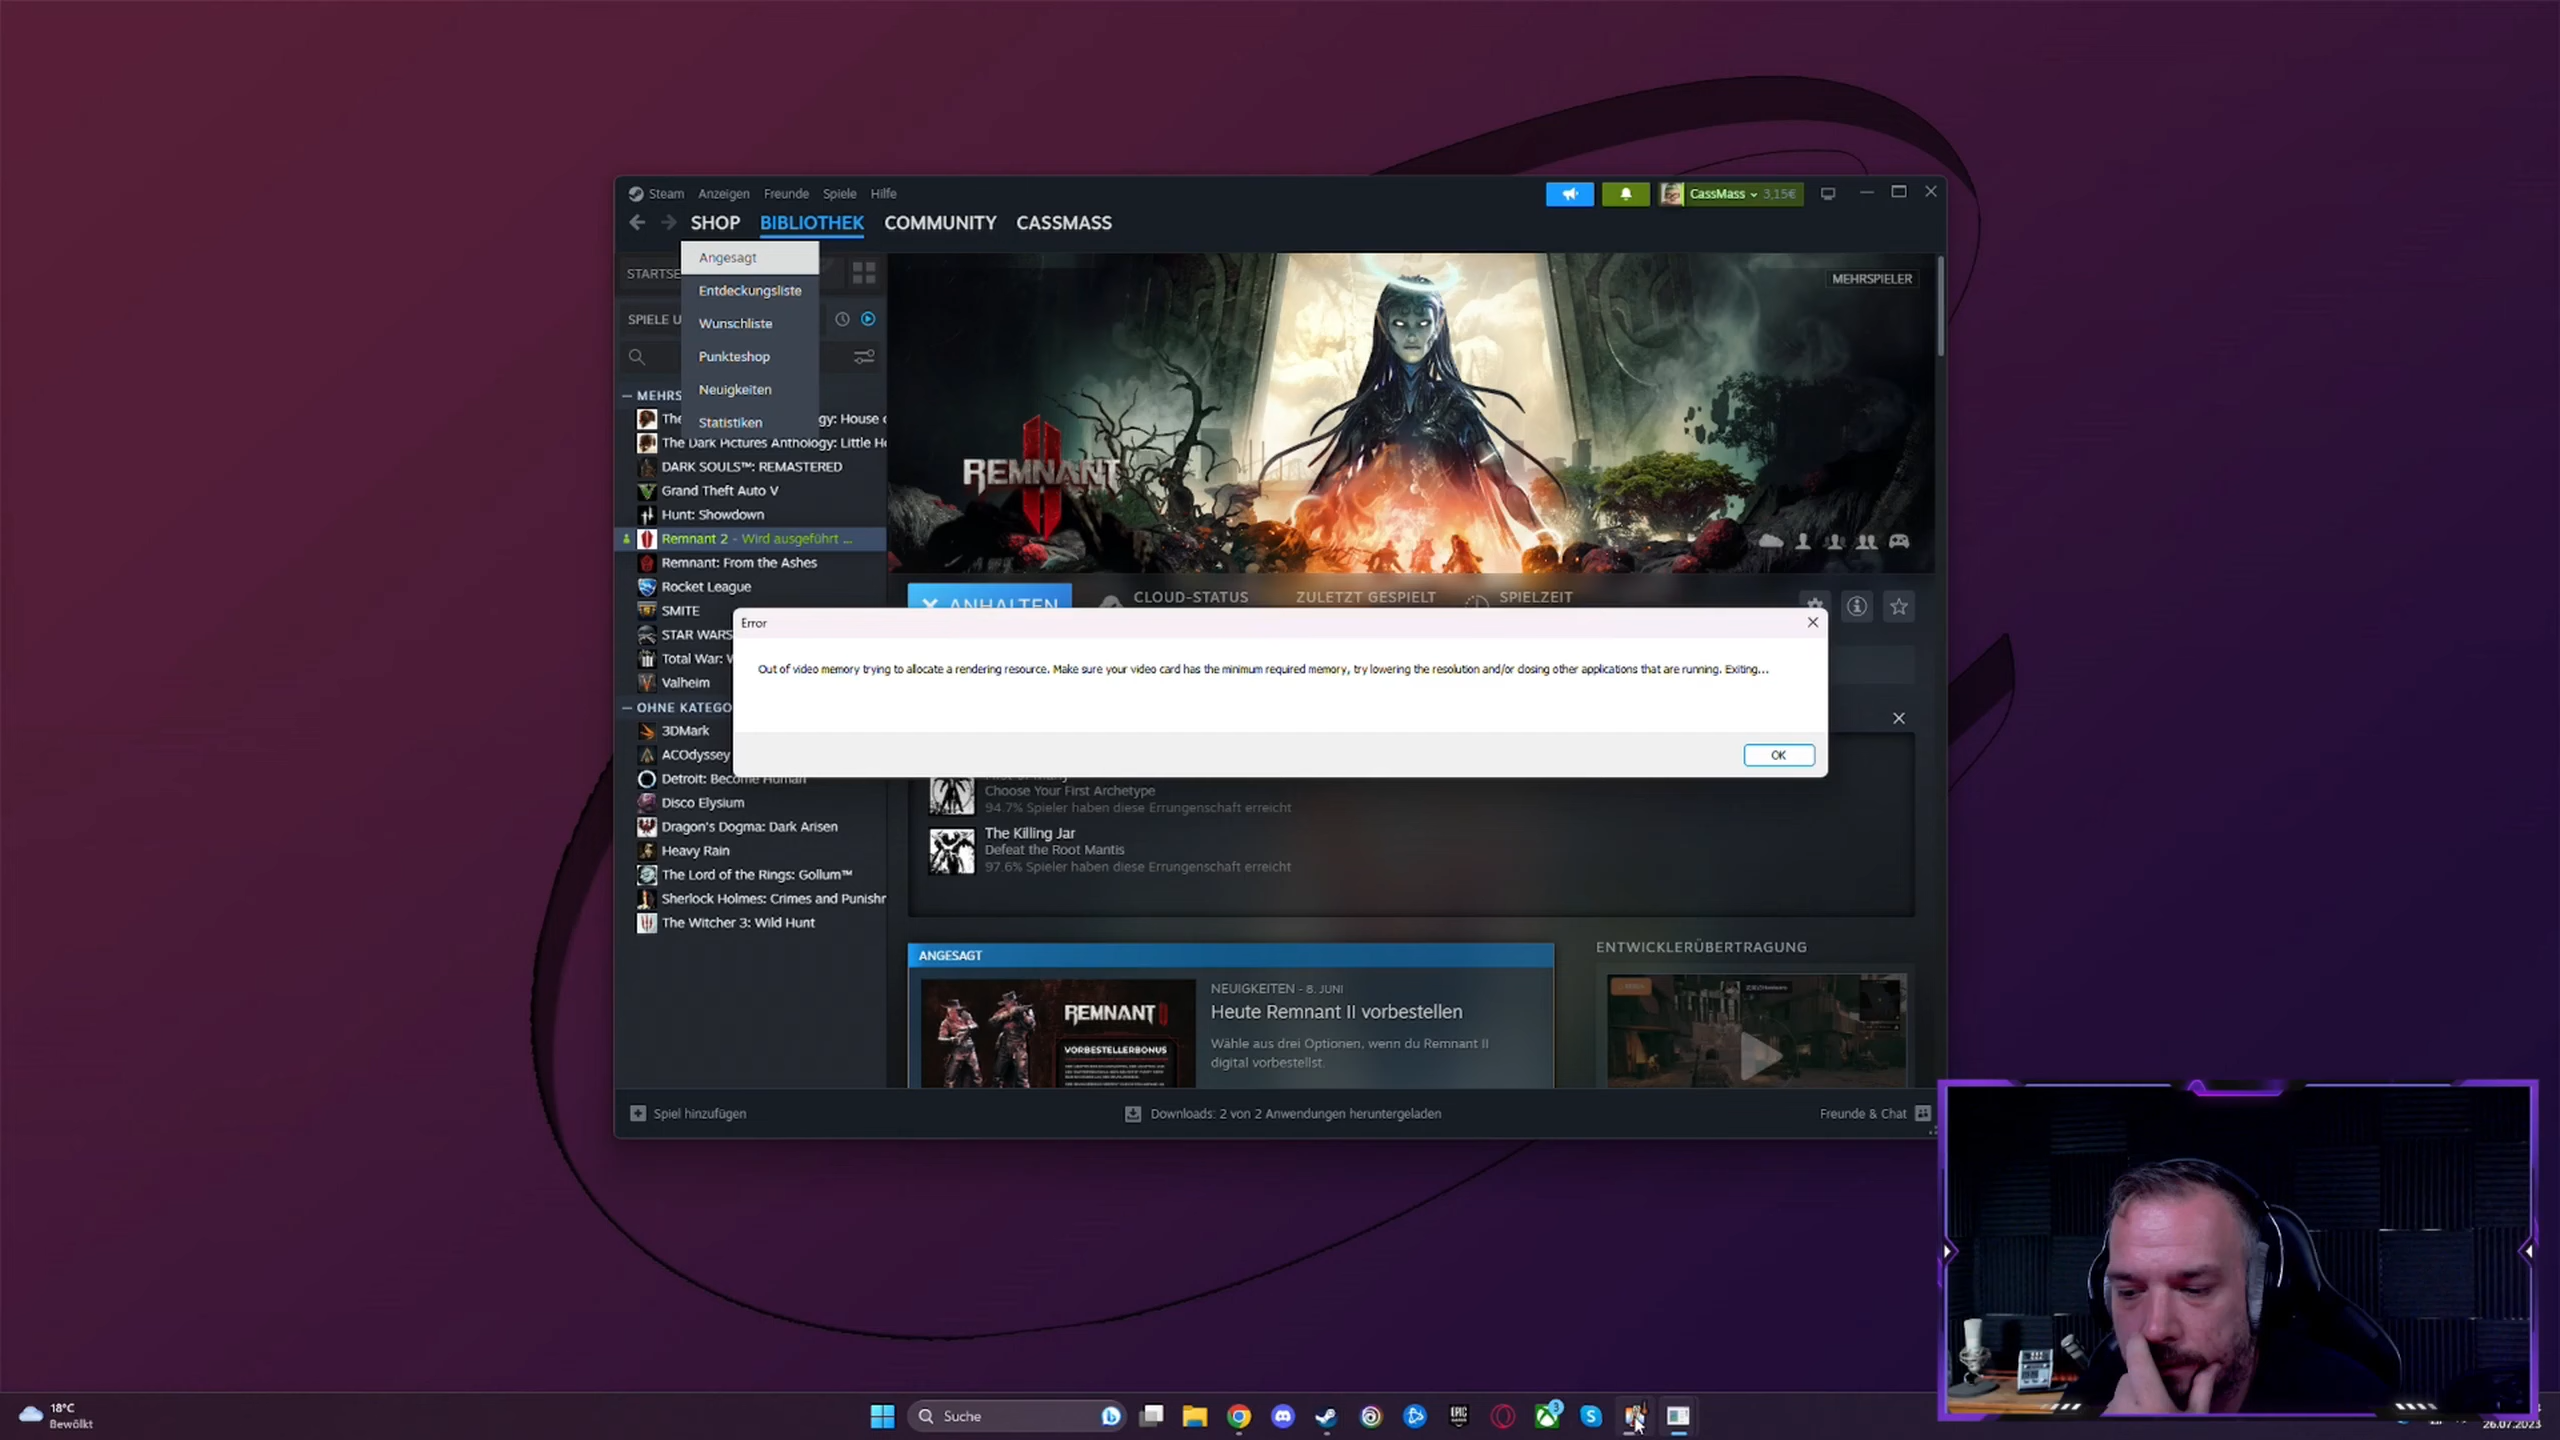 Steam Anzeigen Freunde Spiele Hilfe
CassMass 3,15€
SHOP BIBLIOTHEK COMMUNITY CASSMASS
Angesagt
Entdeckungsliste
Wunschliste
Punkteshop
Neuigkeiten
Statistiken
STARTSE
SPIELE U
MEHRS
The gy: House c
The Dark Pictures Anthology: Little H
DARK SOULS™: REMASTERED
Grand Theft Auto V
Hunt: Showdown
Remnant 2 - Wird ausgeführt ...
Remnant: From the Ashes
Rocket League
SMITE
STAR WARS
Total War: W
Valheim
OHNE KATEGO
3DMark
ACOdyssey
Detroit: Become Human
Disco Elysium
Dragon's Dogma: Dark Arisen
Heavy Rain
The Lord of the Rings: Gollum™
Sherlock Holmes: Crimes and Punishr
The Witcher 3: Wild Hunt
MEHRSPIELER
REMNANT II
ANHALTEN
CLOUD-STATUS ZULETZT GESPIELT SPIELZEIT
Error
Out of video memory trying to allocate a rendering resource. Make sure your video card has the minimum required memory, try lowering the resolution and/or closing other applications that are running. Exiting...
OK
Choose Your First Archetype
94.7% Spieler haben diese Errungenschaft erreicht
The Killing Jar
Defeat the Root Mantis
97.6% Spieler haben diese Errungenschaft erreicht
ANGESAGT
REMNANT II
VORBESTELLERBONUS
NEUIGKEITEN - 8. JUNI
Heute Remnant II vorbestellen
Wähle aus drei Optionen, wenn du Remnant II
digital vorbestellst.
ENTWICKLERÜBERTRAGUNG
Spiel hinzufügen
Downloads: 2 von 2 Anwendungen heruntergeladen
Freunde & Chat
18°C
Bewölkt
Suche
EPIC
3
26.07.2023